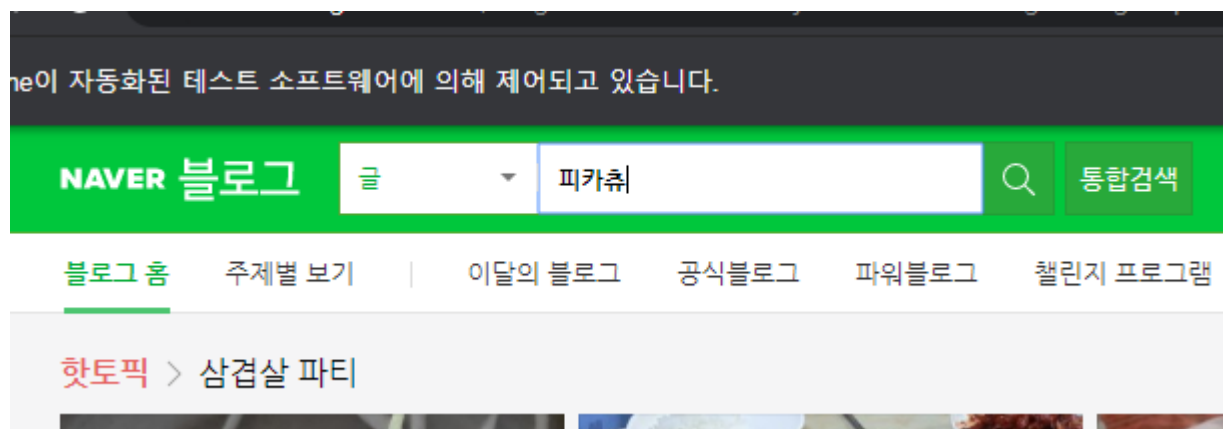 me이 자동화된 테스트 소프트웨어에 의해 제어되고 있습니다.
NAVER 블로그 글 피카츄 통합검색
블로그 홈 주제별 보기 이달의 블로그 공식블로그 파워블로그 챌린지 프로그램
핫토픽 > 삼겹살 파티